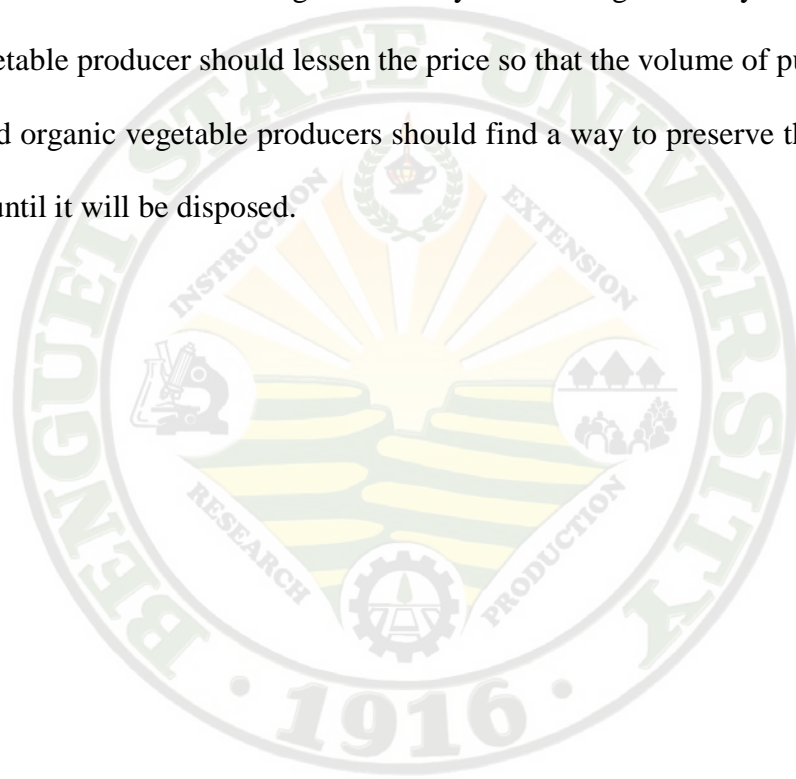 etable producer should lessen the price so that the volume of pu
d organic vegetable producers should find a way to preserve th
until it will be disposed.
BENGUET STATE UNIVERSITY
INSTRUCTION
EXTENSION
RESEARCH
PRODUCTION
1916